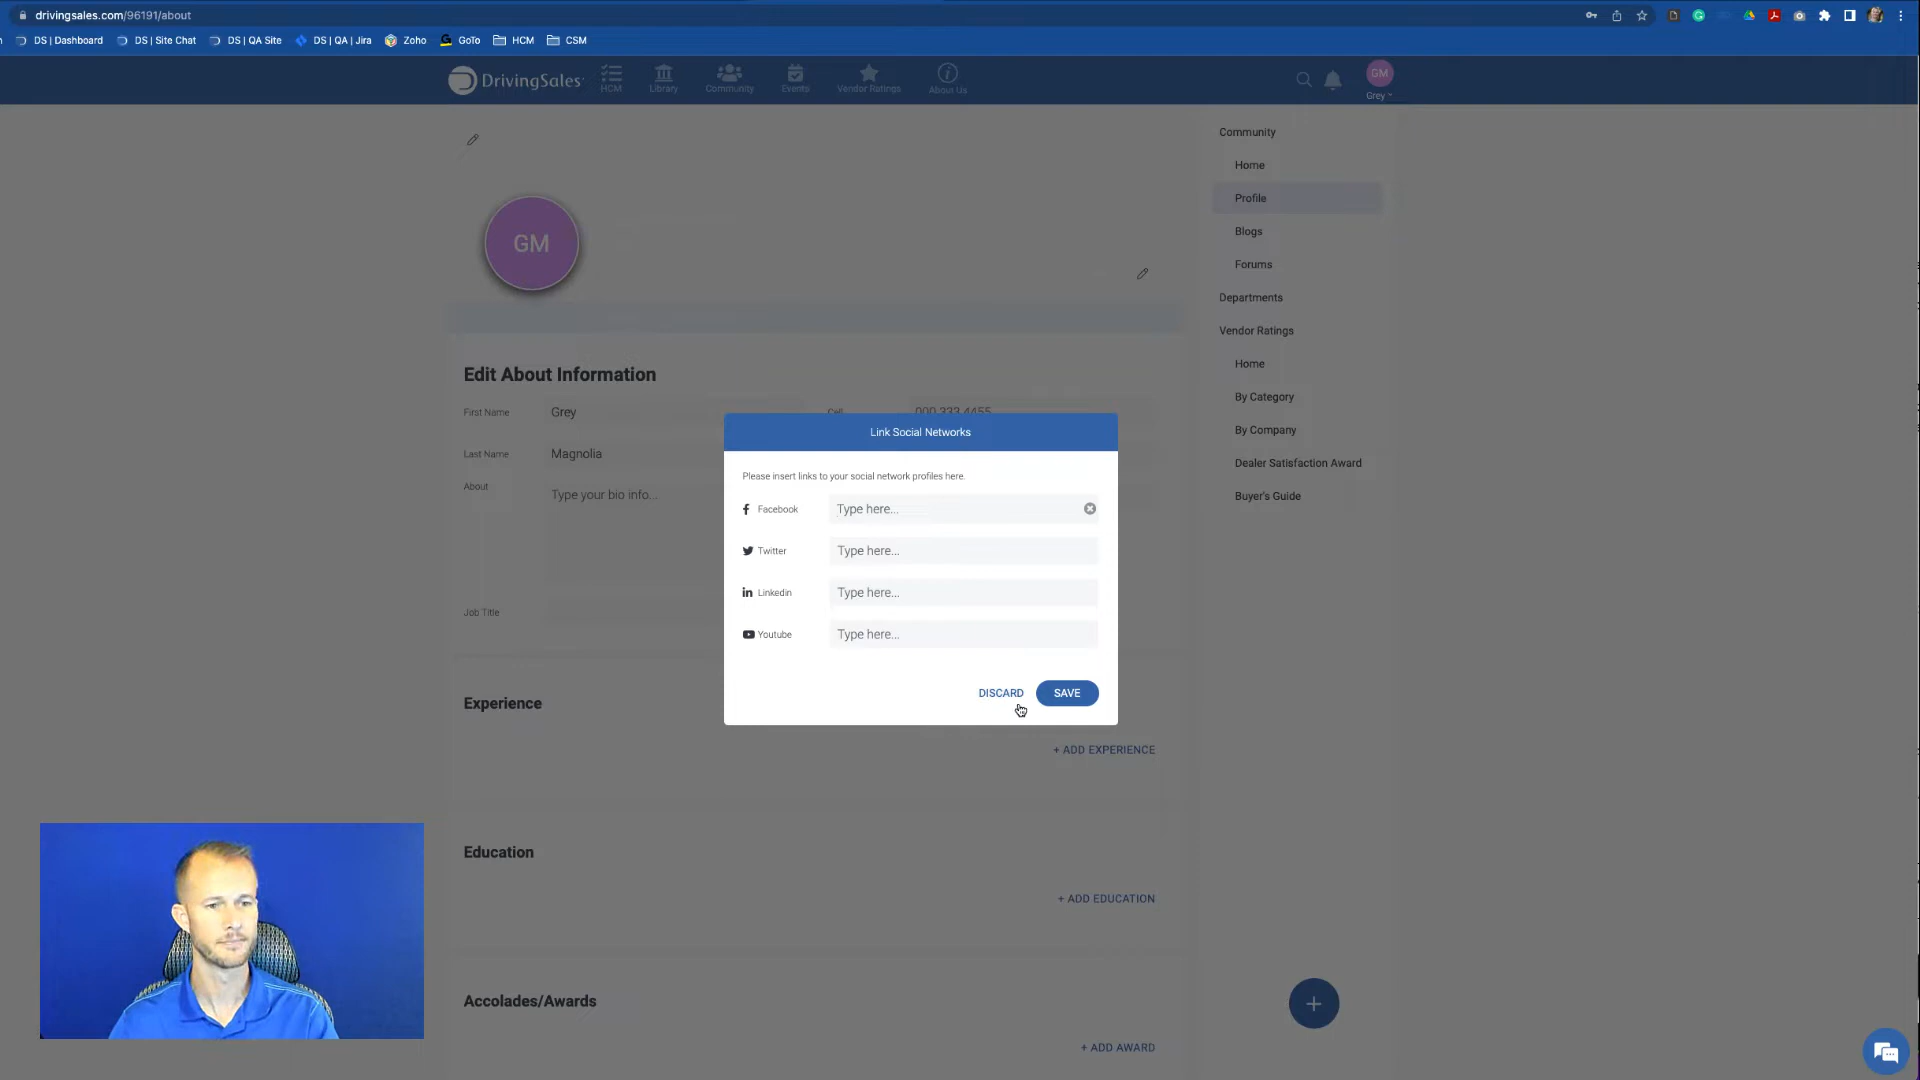 drivingsales.com/96191/about
DS | Dashboard DS | Site Chat DS | QA Site DS | QA | Jira Zoho GoTo HCM CSM
DrivingSales HCM Library Community Events Vendor Ratings About Us GM Grey
Community
Home
Profile
Blogs
Forums
Departments
Vendor Ratings
Home
By Category
By Company
Dealer Satisfaction Award
Buyer's Guide
GM
Edit About Information
First Name Grey Cell 000 333 4455
Last Name Magnolia
About Type your bio info...
Job Title
Link Social Networks
Please insert links to your social network profiles here.
Facebook Type here...
Twitter Type here...
Linkedin Type here...
Youtube Type here...
DISCARD SAVE
Experience
+ ADD EXPERIENCE
Education
+ ADD EDUCATION
Accolades/Awards
+ ADD AWARD